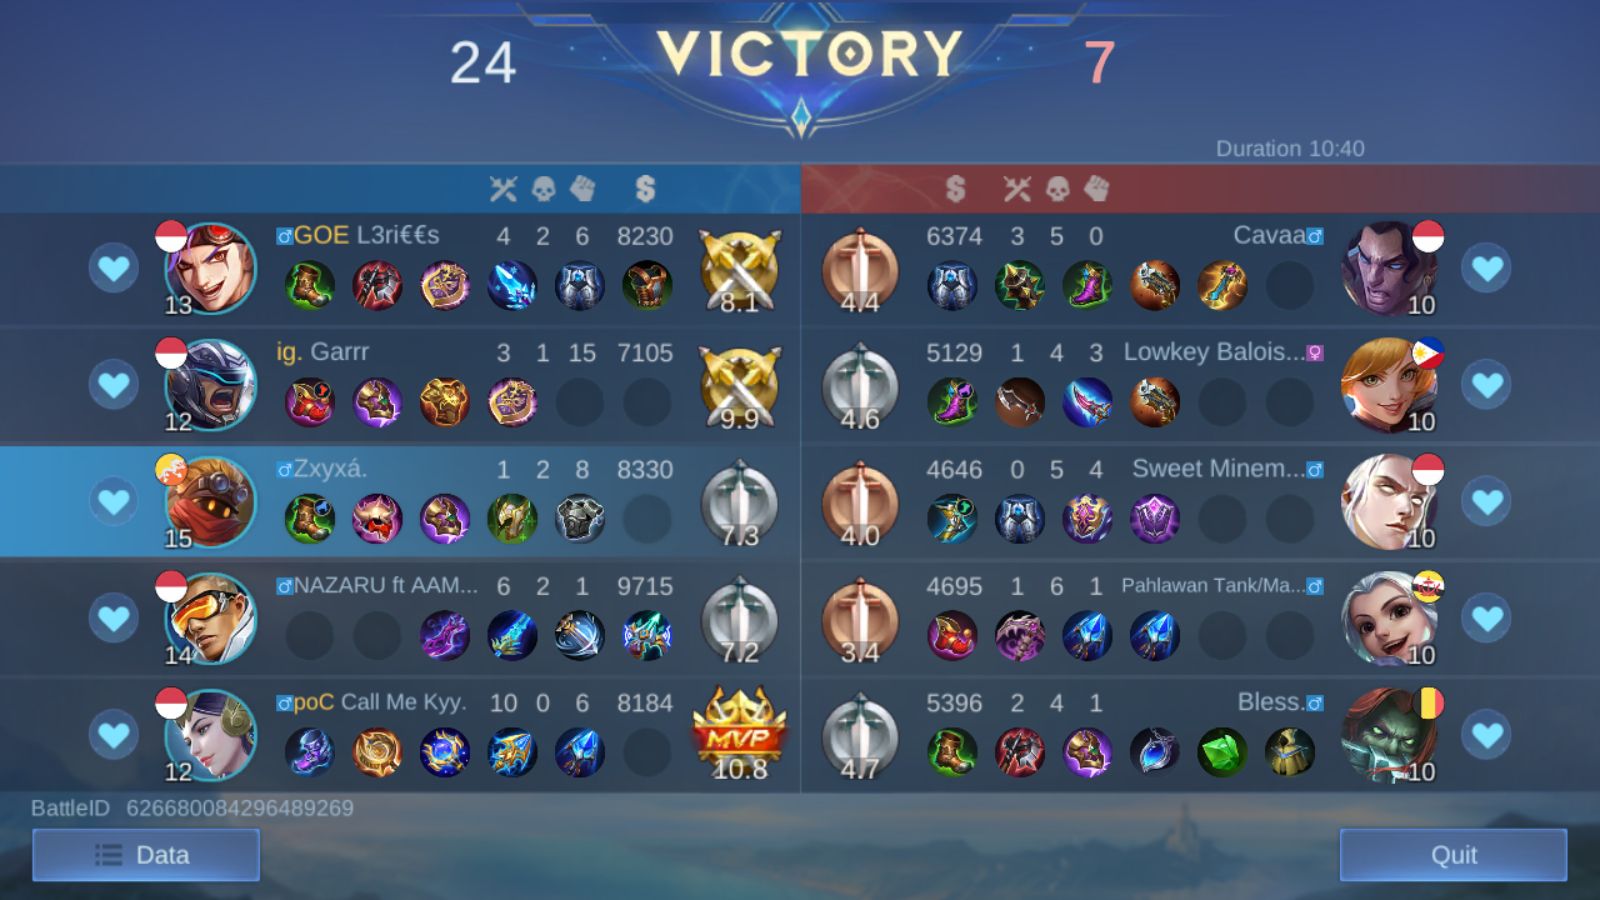 24 VICTORY 7
Duration 10:40
GOE L3ri€€s 4 2 6 8230 8.1 13
4.4 6374 3 5 0 Cavaa 10
ig. Garrr 3 1 15 7105 9.9 12
4.6 5129 1 4 3 Lowkey Balois... 10
Zxyxá. 1 2 8 8330 7.3 15
4.0 4646 0 5 4 Sweet Minem... 10
NAZARU ft AAM... 6 2 1 9715 7.2 14
3.4 4695 1 6 1 Pahlawan Tank/Ma... 10
poC Call Me Kyy. 10 0 6 8184 MVP 10.8 12
4.7 5396 2 4 1 Bless. 10
BattleID 626680084296489269
Data
Quit